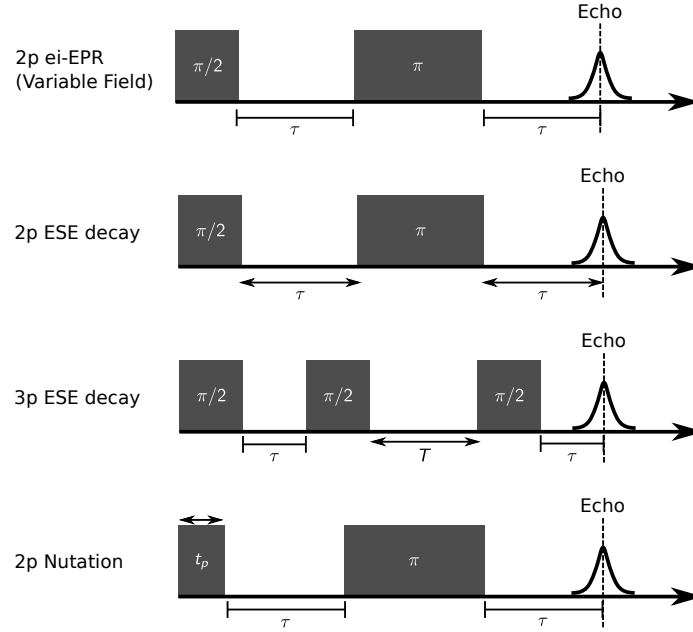 Echo
2p ei-EPR
(Variable Field)
π/2
π
τ
τ
Echo
2p ESE decay
π/2
π
τ
τ
Echo
3p ESE decay
π/2
π/2
π/2
τ
T
τ
Echo
2p Nutation
t_p
π
τ
τ